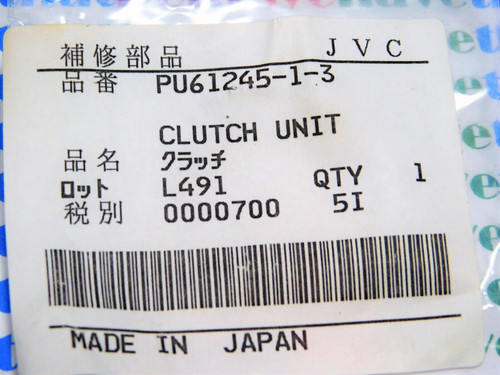 補修部品 JVC
品番 PU61245-1-3
CLUTCH UNIT
品名 クラッチ
ロット L491 QTY 1
税別 0000700 5I
MADE IN JAPAN